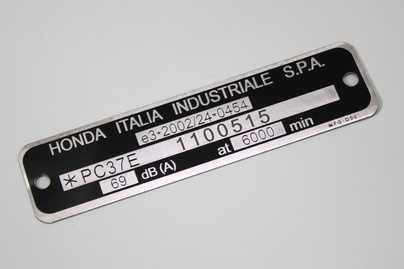 HONDA ITALIA INDUSTRIALE S.P.A.
e3*2002/24*0454
*PC37E 1100515
69 dB (A) at 6000 min